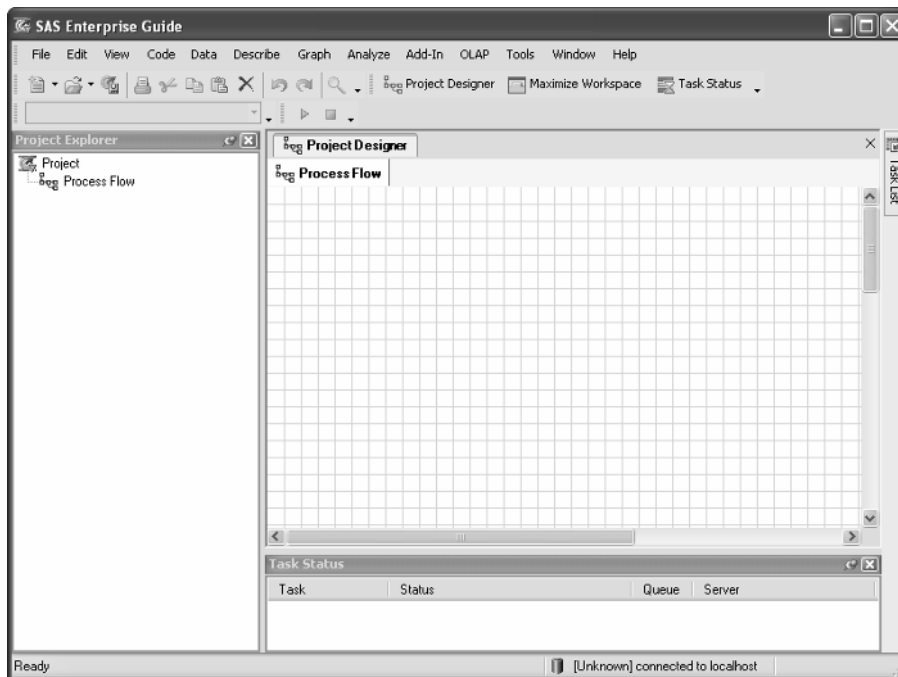 SAS Enterprise Guide
File Edit View Code Data Describe Graph Analyze Add-In OLAP Tools Window Help
Project Designer Maximize Workspace Task Status
Project Explorer
Project
Process Flow
Project Designer
Process Flow
Task List
Task Status
Task Status Queue Server
Ready
[Unknown] connected to localhost